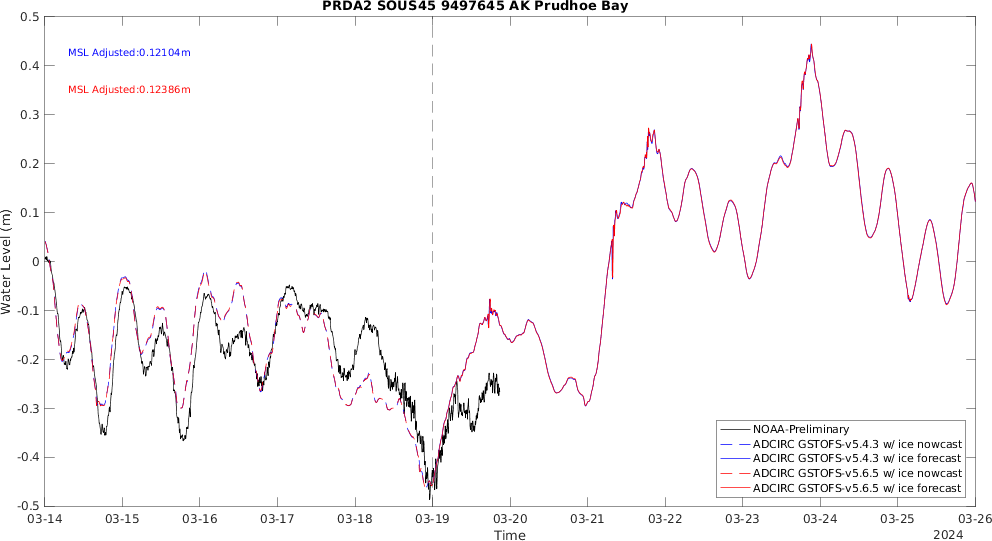 PRDA2 SOUS45 9497645 AK Prudhoe Bay
MSL Adjusted:0.12104m
MSL Adjusted:0.12386m
0.5
0.4
0.3
0.2
0.1
0
-0.1
-0.2
-0.3
-0.4
-0.5
Water Level (m)
NOAA-Preliminary
ADCIRC GSTOFS-v5.4.3 w/ ice nowcast
ADCIRC GSTOFS-v5.4.3 w/ ice forecast
ADCIRC GSTOFS-v5.6.5 w/ ice nowcast
ADCIRC GSTOFS-v5.6.5 w/ ice forecast
03-14 03-15 03-16 03-17 03-18 03-19 03-20 03-21 03-22 03-23 03-24 03-25 03-26
Time
2024